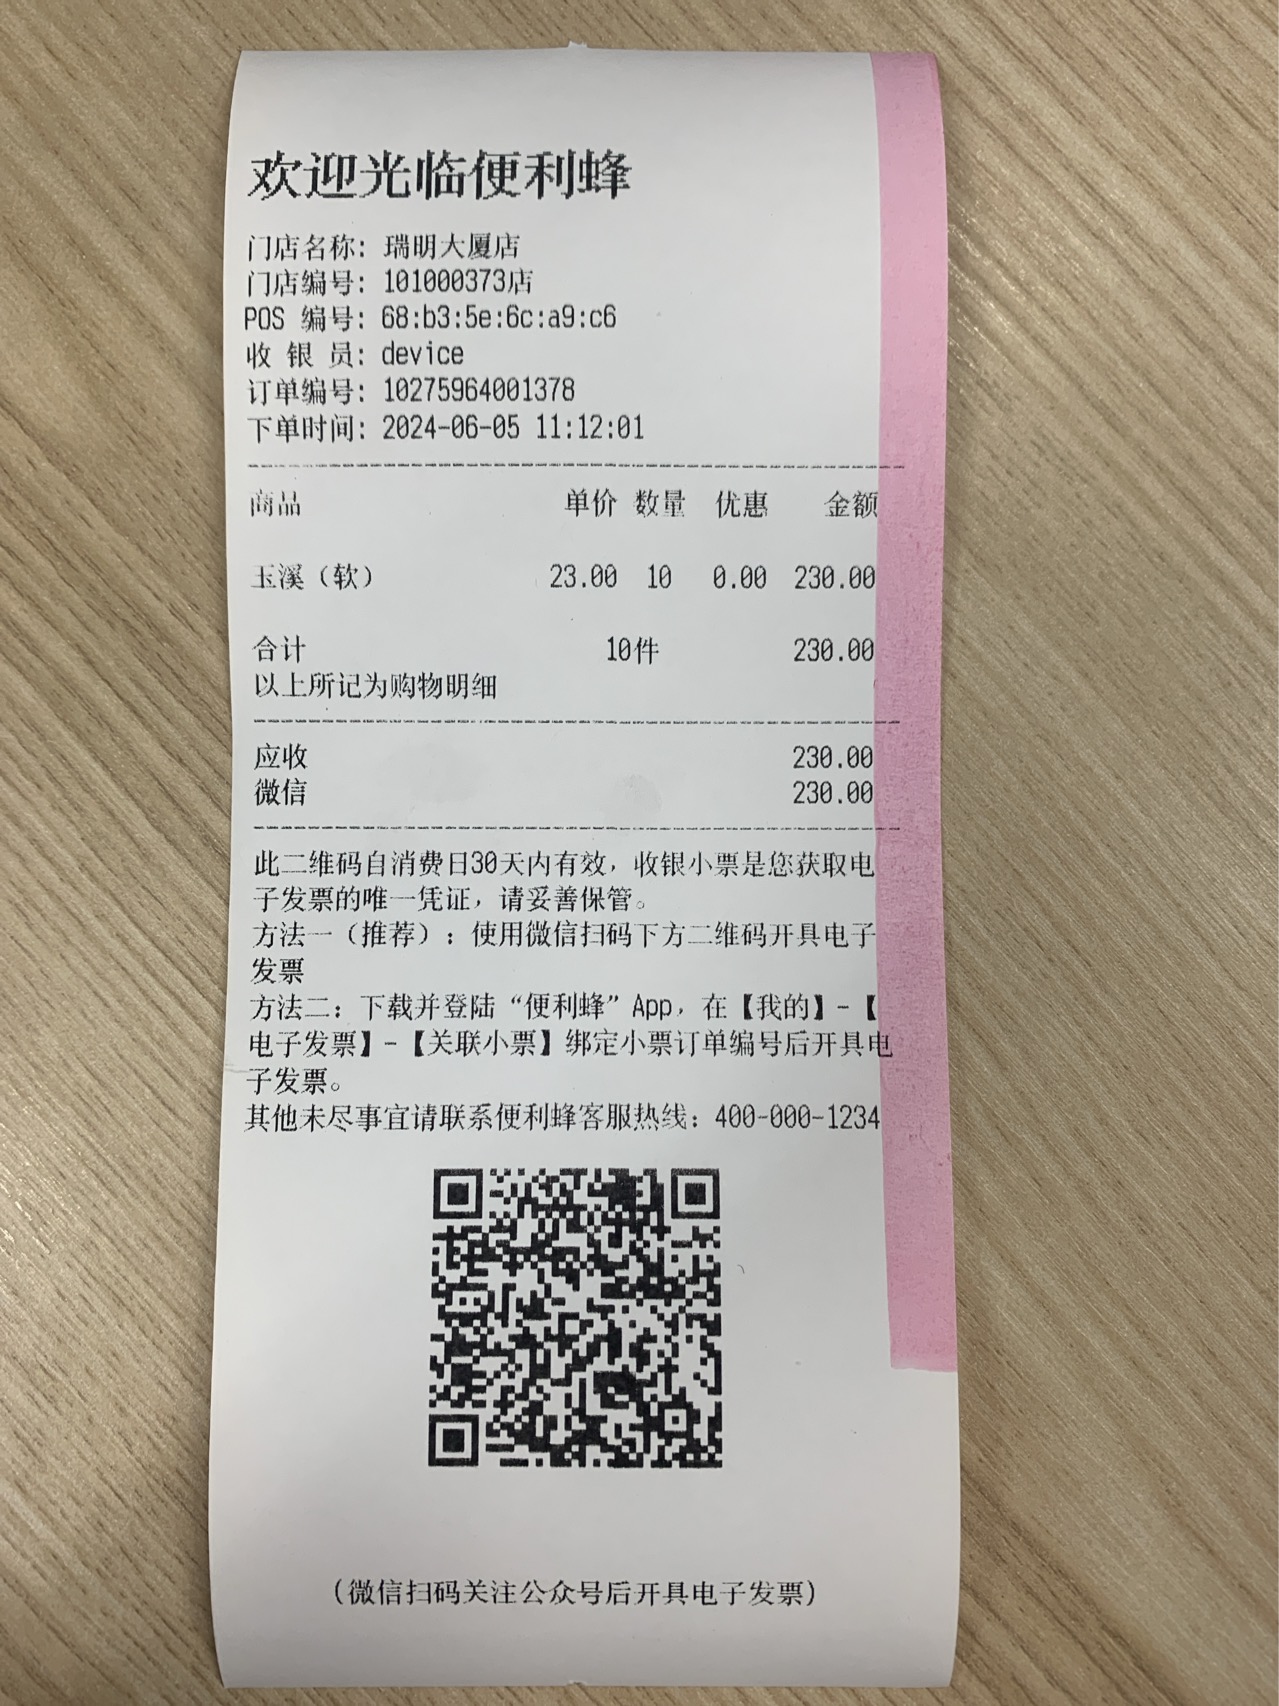 欢迎光临便利蜂
门店名称: 瑞明大厦店
门店编号: 101000373店
POS 编号: 68:b3:5e:6c:a9:c6
收 银 员: device
订单编号: 10275964001378
下单时间: 2024-06-05 11:12:01
商品 单价 数量 优惠 金额
玉溪（软） 23.00 10 0.00 230.00
合计 10件 230.00
以上所记为购物明细
应收 230.00
微信 230.00
此二维码自消费日30天内有效，收银小票是您获取电
子发票的唯一凭证，请妥善保管。
方法一（推荐）: 使用微信扫码下方二维码开具电子
发票
方法二: 下载并登陆“便利蜂”App，在【我的】-【
电子发票】-【关联小票】绑定小票订单编号后开具电
子发票。
其他未尽事宜请联系便利蜂客服热线: 400-000-1234
(微信扫码关注公众号后开具电子发票)